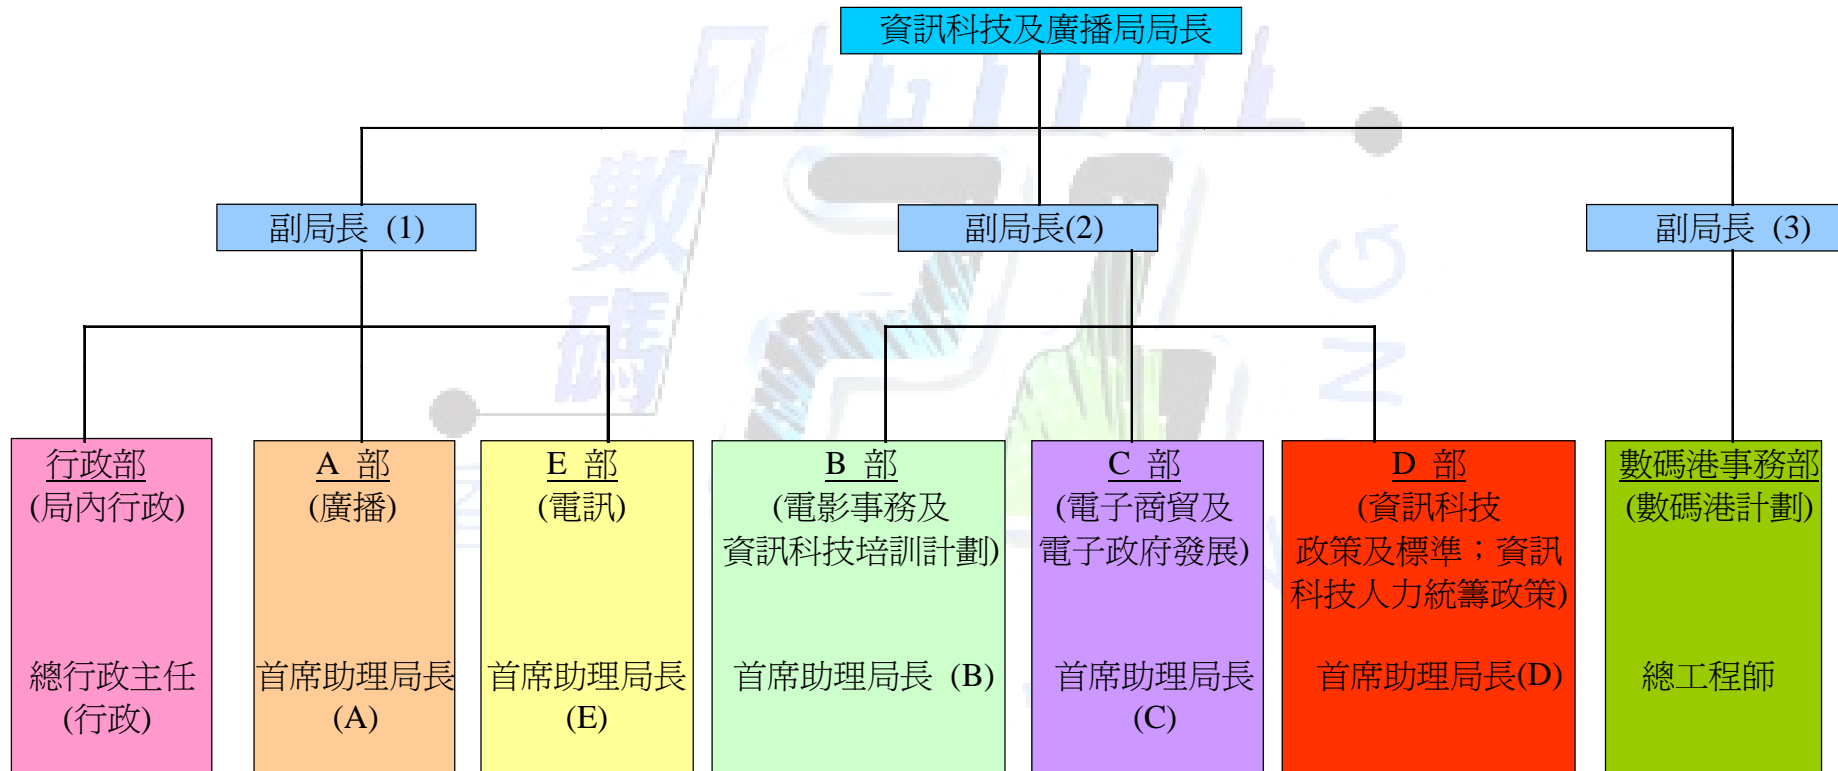 資訊科技及廣播局局長
DIGITAL
數碼
21
副局長 (1)
副局長(2)
副局長 (3)
行政部
(局內行政)
總行政主任
(行政)
A 部
(廣播)
首席助理局長
(A)
E 部
(電訊)
首席助理局長
(E)
B 部
(電影事務及
資訊科技培訓計劃)
首席助理局長 (B)
C 部
(電子商貿及
電子政府發展)
首席助理局長
(C)
D 部
(資訊科技
政策及標準；資訊
科技人力統籌政策)
首席助理局長(D)
數碼港事務部
(數碼港計劃)
總工程師